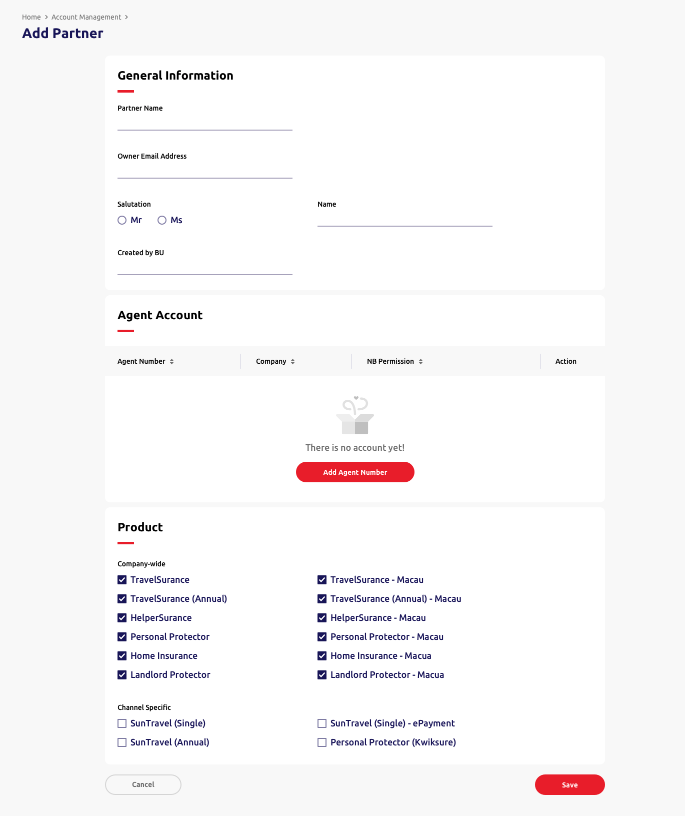 Home > Account Management >
Add Partner
General Information
Partner Name
Owner Email Address
Salutation Name
Mr Ms
Created by BU
Agent Account
Agent Number Company NB Permission Action
There is no account yet!
Add Agent Number
Product
Company-wide
TravelSurance TravelSurance - Macau
TravelSurance (Annual) TravelSurance (Annual) - Macau
HelperSurance HelperSurance - Macau
Personal Protector Personal Protector - Macau
Home Insurance Home Insurance - Macua
Landlord Protector Landlord Protector - Macua
Channel Specific
SunTravel (Single) SunTravel (Single) - ePayment
SunTravel (Annual) Personal Protector (Kwiksure)
Cancel Save